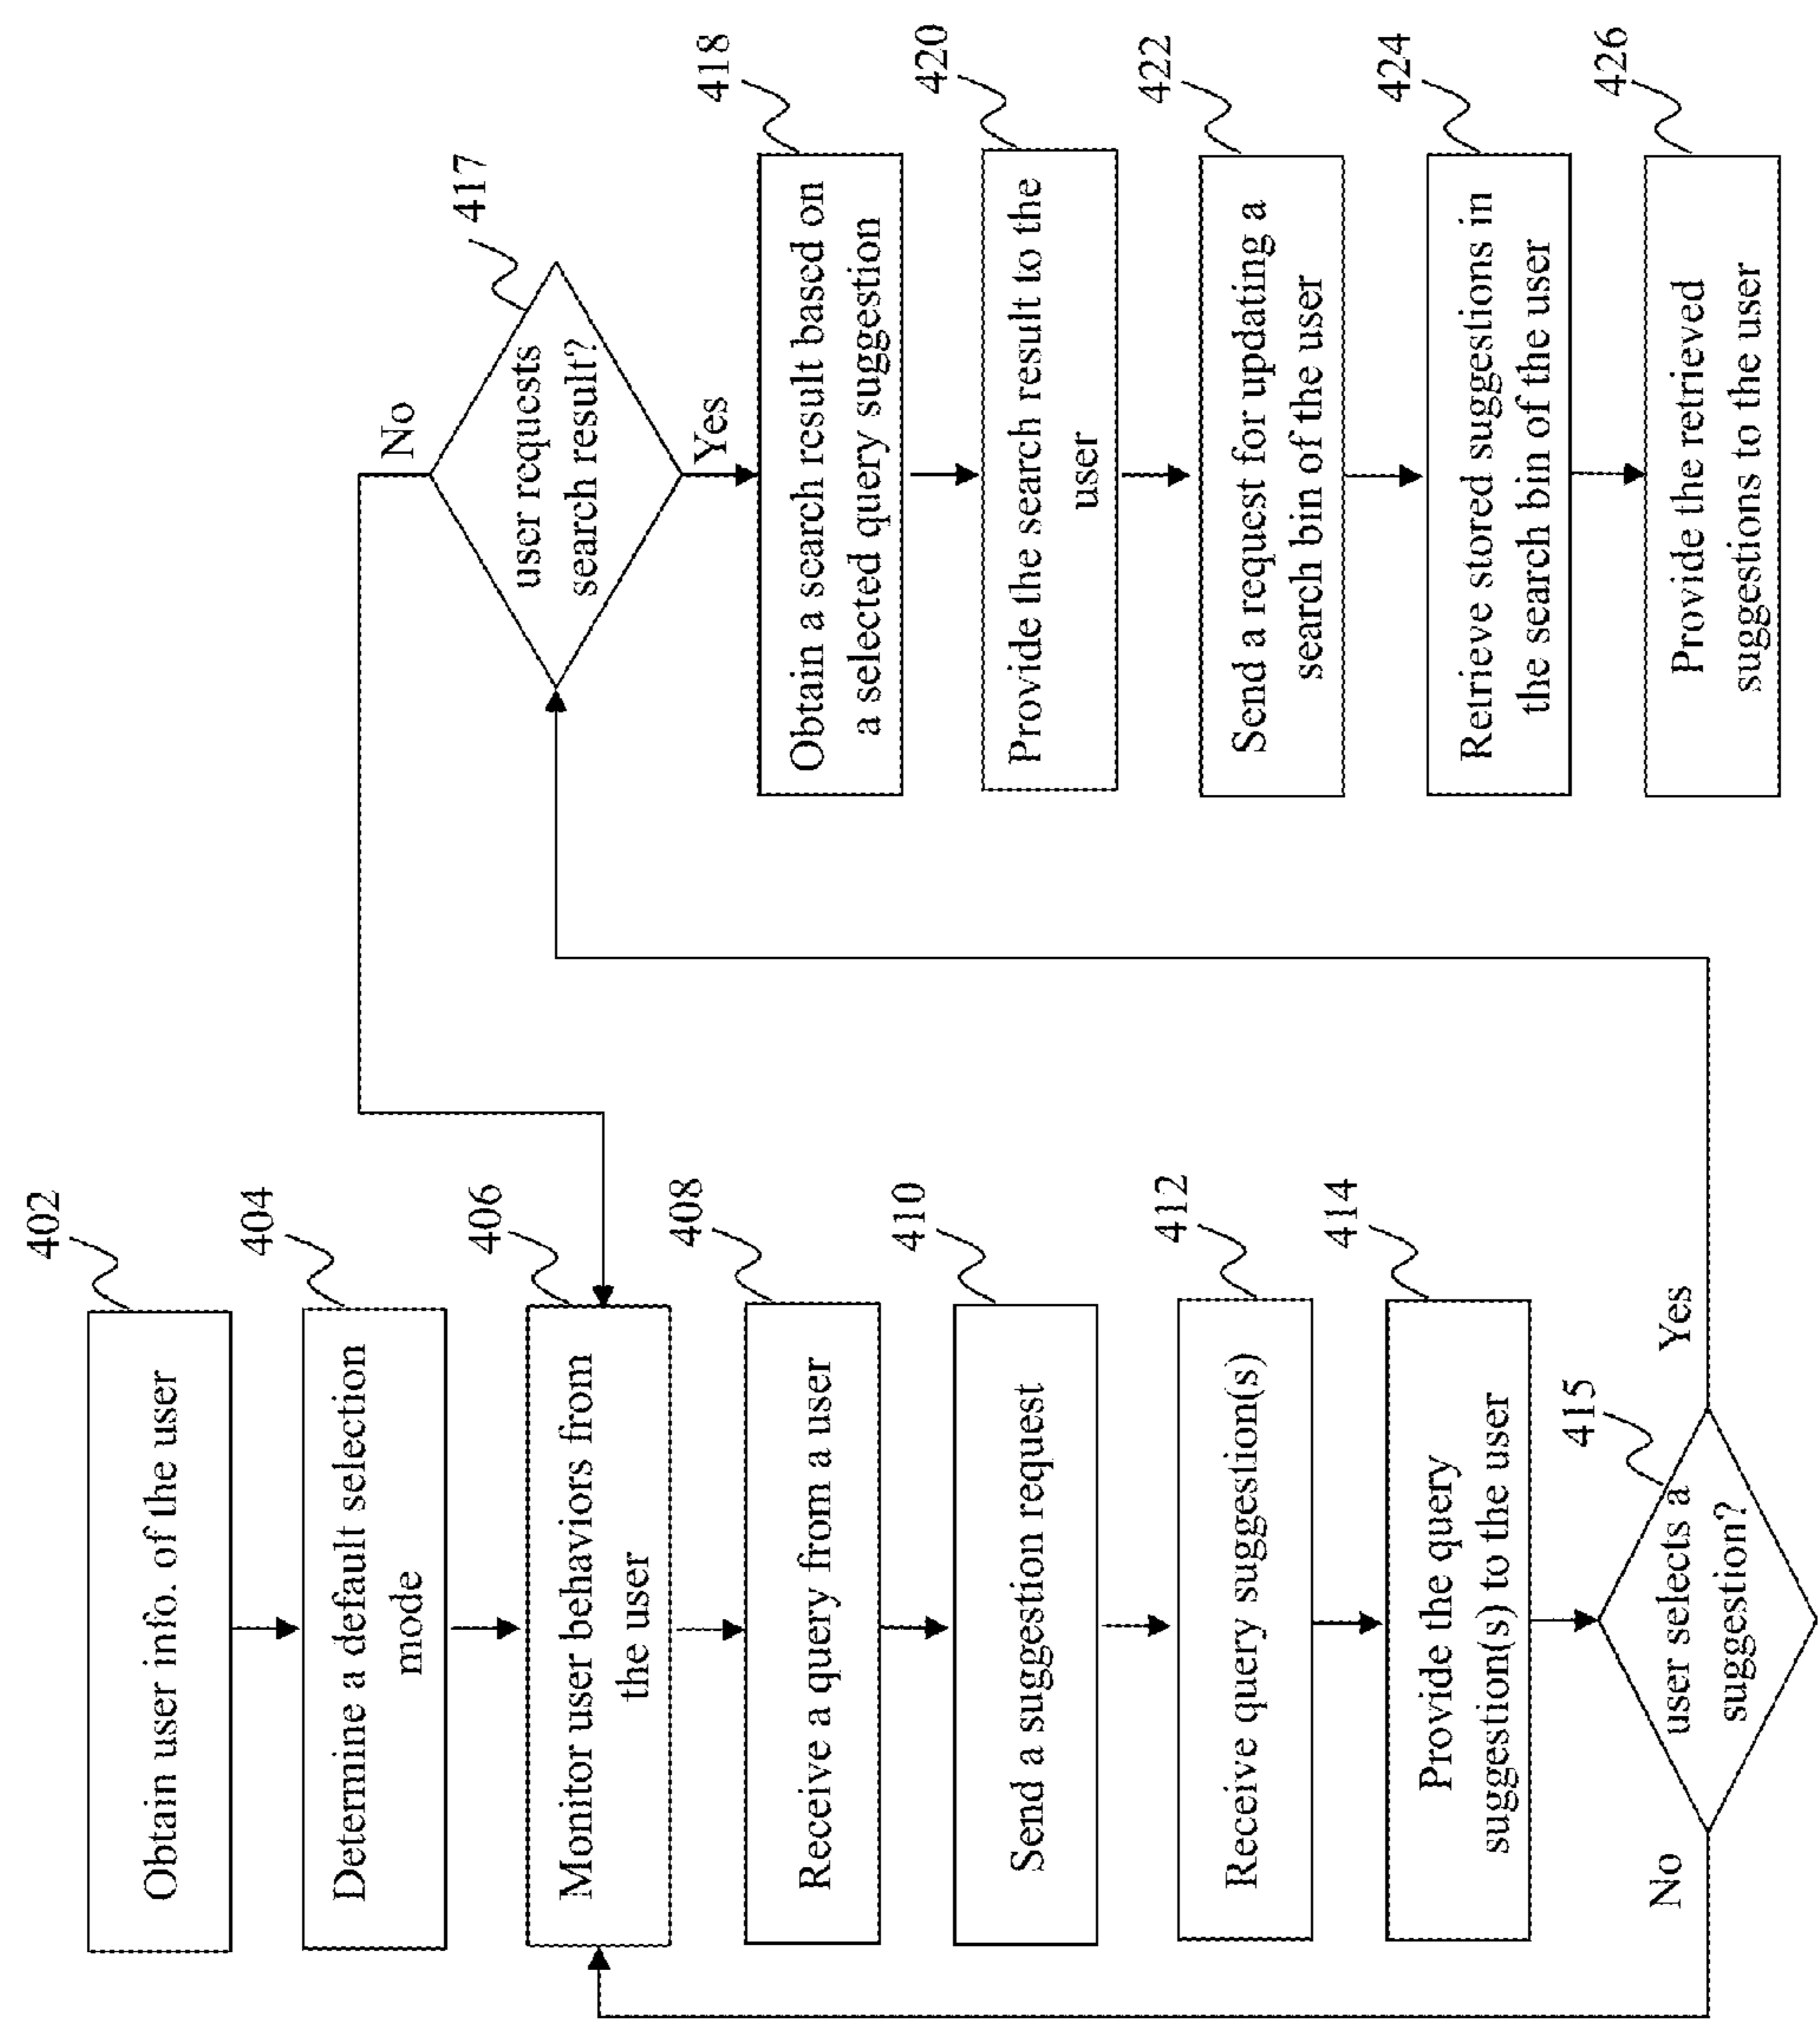 402
Obtain user info. of the user
404
Determine a default selection
mode
406
Monitor user behaviors from
the user
408
Receive a query from a user
410
Send a suggestion request
412
Receive query suggestion(s)
414
Provide the query
suggestion(s) to the user
415
user selects a
suggestion?
No
Yes
417
user requests
search result?
No
Yes
418
Obtain a search result based on
a selected query suggestion
420
Provide the search result to the
user
422
Send a request for updating a
search bin of the user
424
Retrieve stored suggestions in
the search bin of the user
426
Provide the retrieved
suggestions to the user